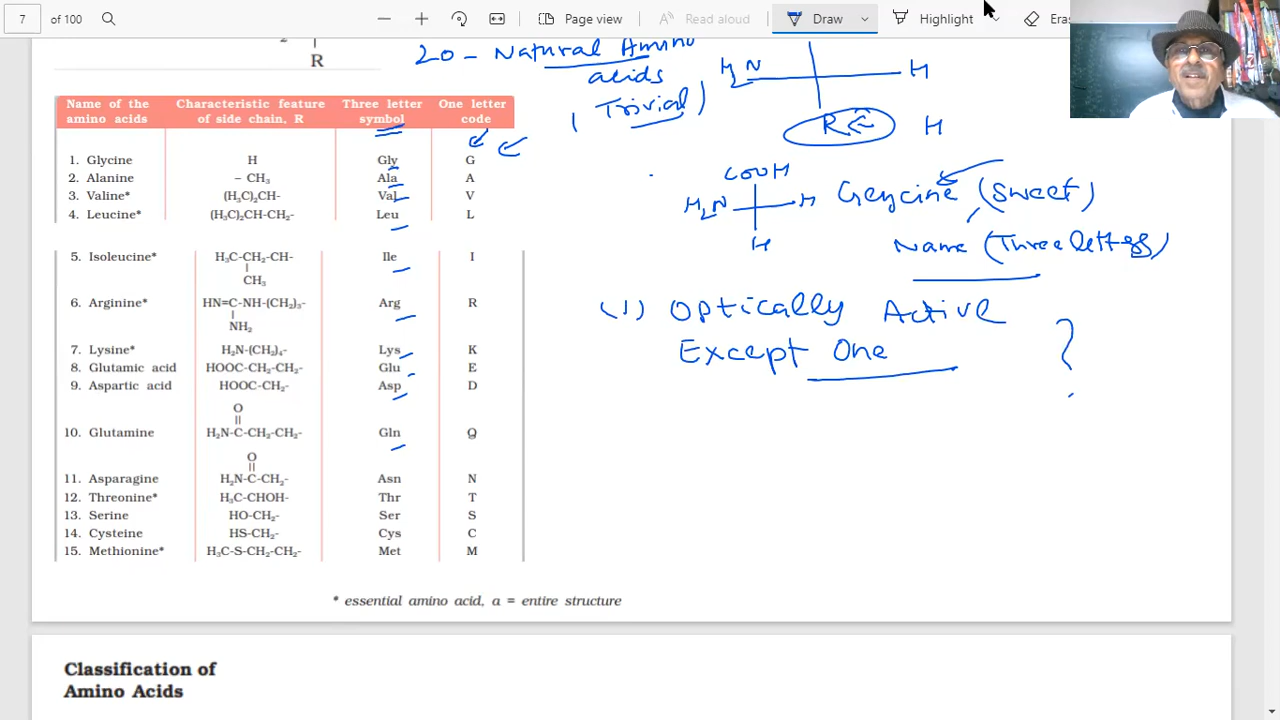 7 of 100
Page view
Read aloud
Draw
Highlight
Eras
R
20 - Natural Amino
acids
( Trivial )
H₂N H
R H
Name of the amino acids Characteristic feature of side chain, R Three letter symbol One letter code
1. Glycine H Gly G
2. Alanine – CH₃ Ala A
3. Valine* (H₃C)₂CH- Val V
4. Leucine* (H₃C)₂CH-CH₂- Leu L
5. Isoleucine* H₃C-CH₂-CH- Ile I
CH₃
6. Arginine* HN=C-NH-(CH₂)₃- Arg R
NH₂
7. Lysine* H₂N-(CH₂)₄- Lys K
8. Glutamic acid HOOC-CH₂-CH₂- Glu E
9. Aspartic acid HOOC-CH₂- Asp D
O
10. Glutamine H₂N-C-CH₂-CH₂- Gln Q
O
11. Asparagine H₂N-C-CH₂- Asn N
12. Threonine* H₃C-CHOH- Thr T
13. Serine HO-CH₂- Ser S
14. Cysteine HS-CH₂- Cys C
15. Methionine* H₃C-S-CH₂-CH₂- Met M
COOH
H₂N H Glycine (Sweet)
H
Name (Three letters)
(1) Optically Active
Except One ?
* essential amino acid, a = entire structure
Classification of
Amino Acids